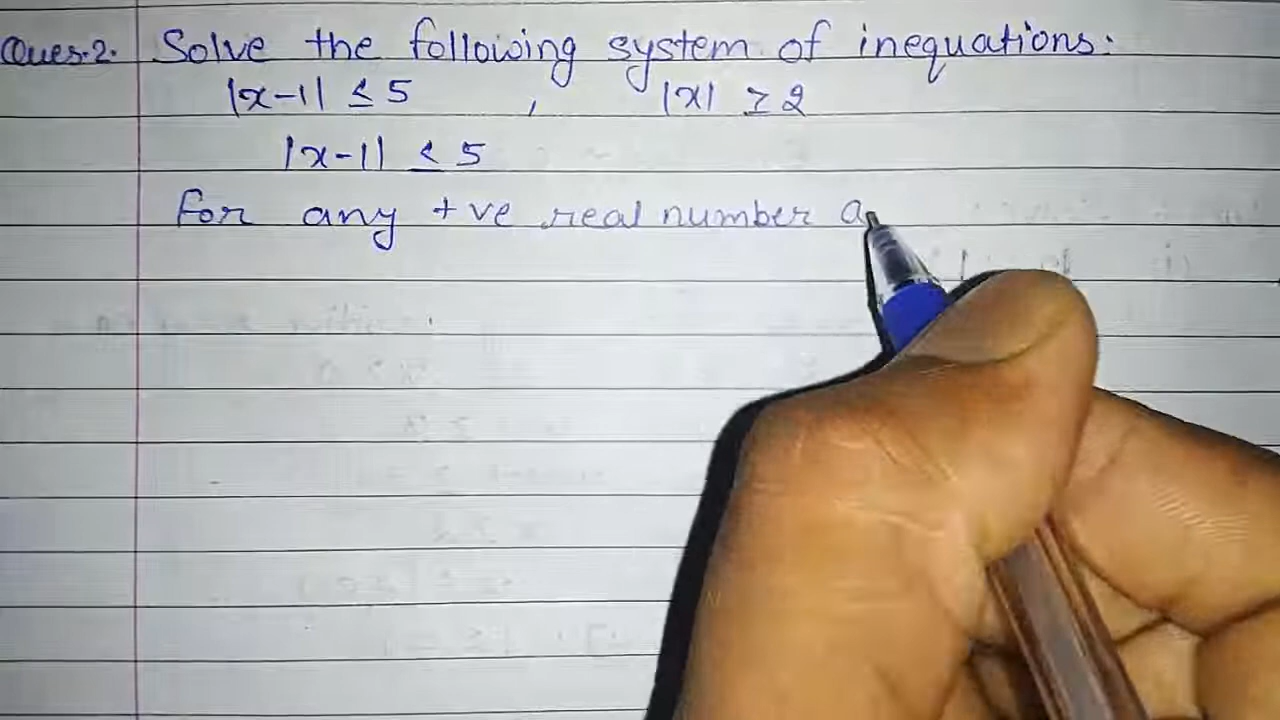 Ques.2. Solve the following system of inequations:
|x-1| ≤ 5 , |x| ≥ 2
|x-1| ≤ 5
For any +ve real number a